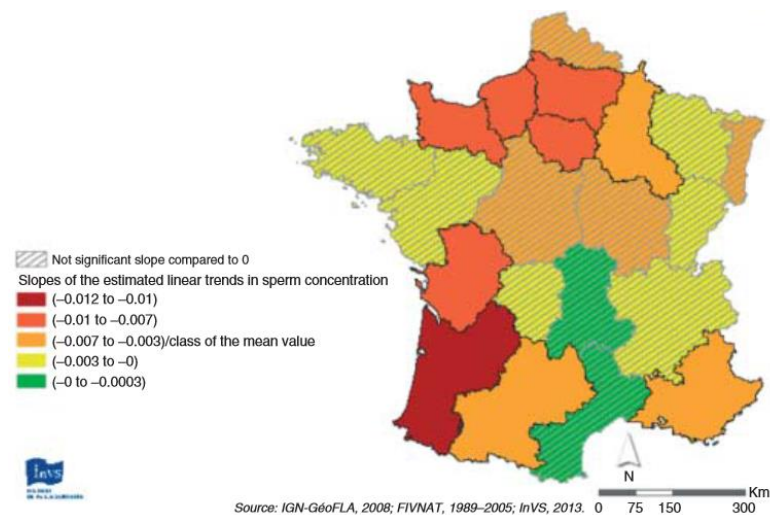 Not significant slope compared to 0
Slopes of the estimated linear trends in sperm concentration
(−0.012 to −0.01)
(−0.01 to −0.007)
(−0.007 to −0.003)/class of the mean value
(−0.003 to −0)
(−0 to −0.0003)
InVS
N
Km
Source: IGN-GéoFLA, 2008; FIVNAT, 1989–2005; InVS, 2013.
0 75 150 300